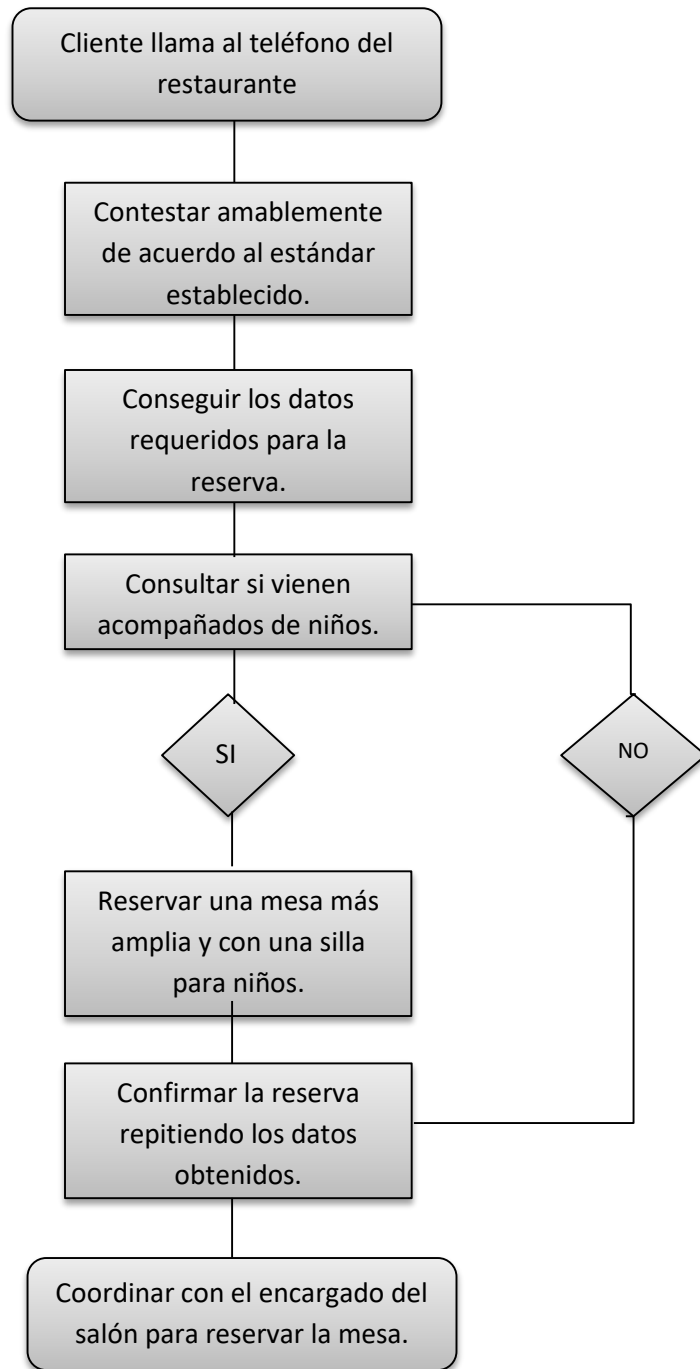 Cliente llama al teléfono del
restaurante
Contestar amablemente
de acuerdo al estándar
establecido.
Conseguir los datos
requeridos para la
reserva.
Consultar si vienen
acompañados de niños.
SI
NO
Reservar una mesa más
amplia y con una silla
para niños.
Confirmar la reserva
repitiendo los datos
obtenidos.
Coordinar con el encargado del
salón para reservar la mesa.